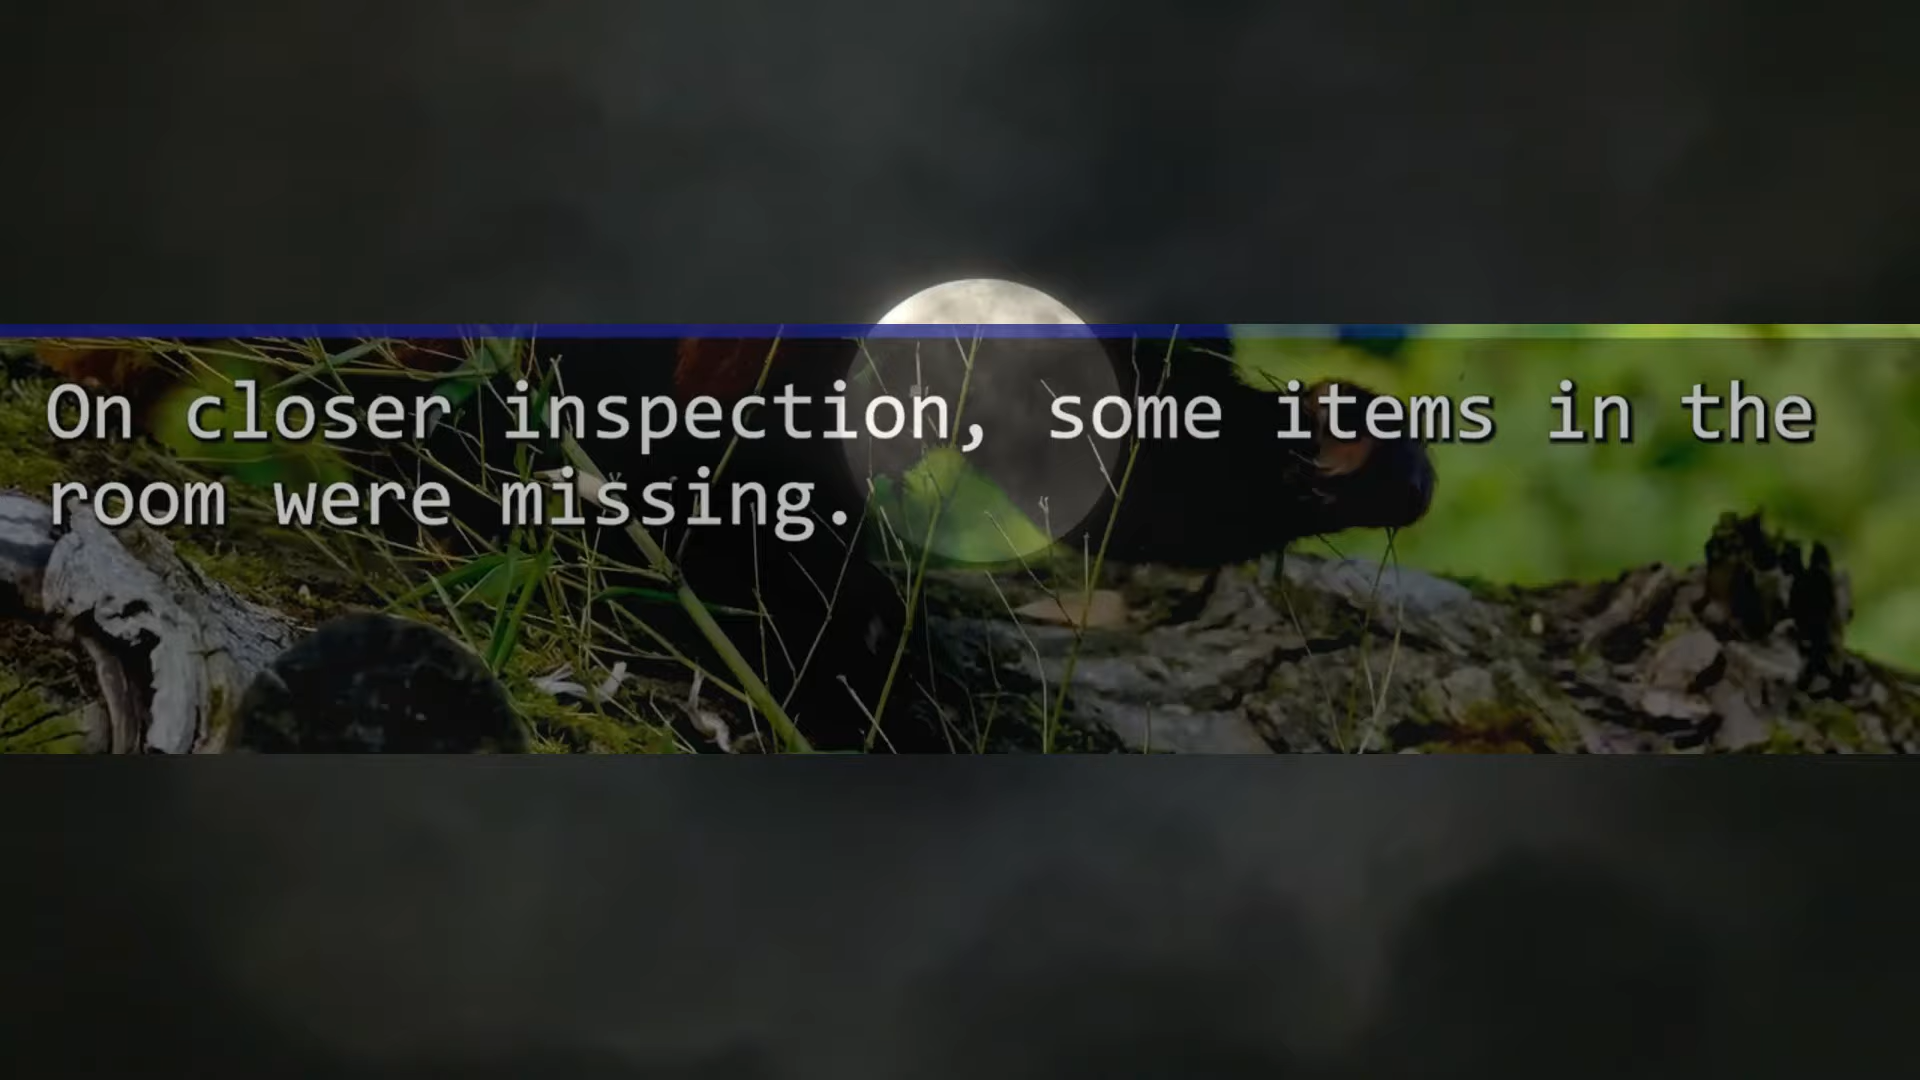 On closer inspection, some items in the
room were missing.